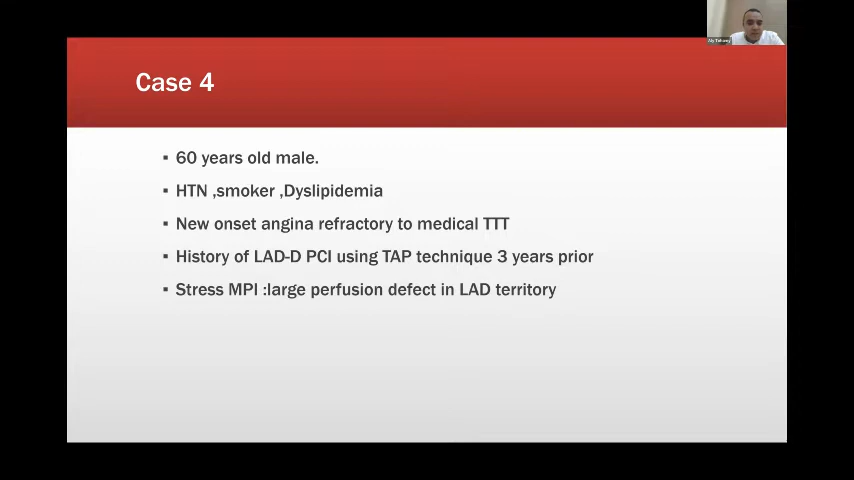 Case 4
▪ 60 years old male.
▪ HTN ,smoker ,Dyslipidemia
▪ New onset angina refractory to medical TTT
▪ History of LAD-D PCI using TAP technique 3 years prior
▪ Stress MPI :large perfusion defect in LAD territory